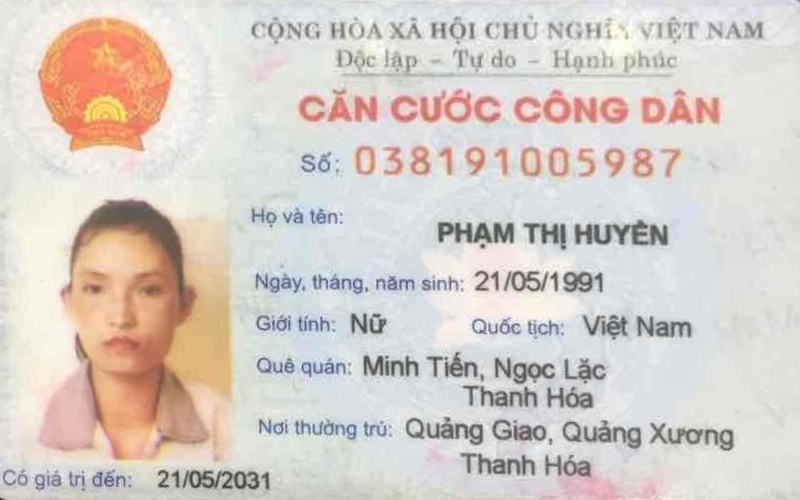 CỘNG HÒA XÃ HỘI CHỦ NGHĨA VIỆT NAM
Độc lập - Tự do - Hạnh phúc
CĂN CƯỚC CÔNG DÂN
Số: 038191005987
Họ và tên:
PHẠM THỊ HUYÊN
Ngày, tháng, năm sinh: 21/05/1991
Giới tính: Nữ Quốc tịch: Việt Nam
Quê quán: Minh Tiến, Ngọc Lặc
Thanh Hóa
Nơi thường trú: Quảng Giao, Quảng Xương
Thanh Hóa
Có giá trị đến: 21/05/2031